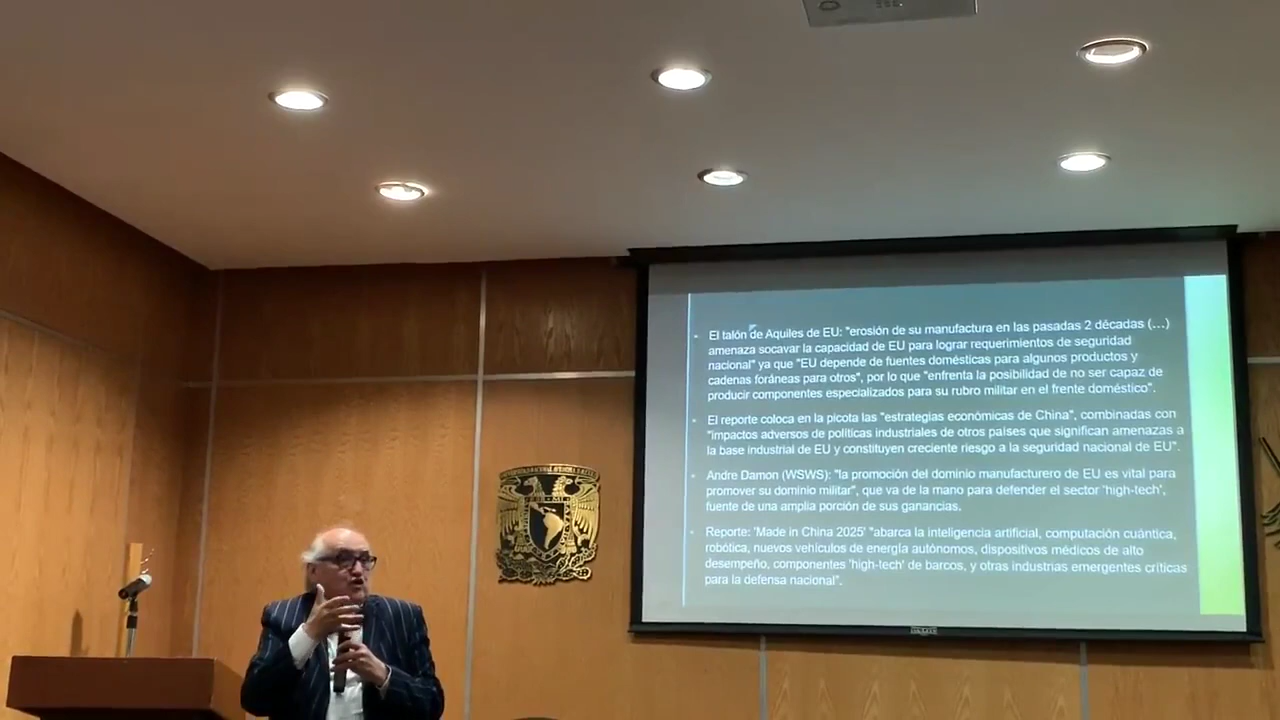 El talón de Aquiles de EU: "erosión de su manufactura en las pasadas 2 décadas (...)
amenaza socavar la capacidad de EU para lograr requerimientos de seguridad
nacional" ya que "EU depende de fuentes domésticas para algunos productos y
cadenas foráneas para otros", por lo que "enfrenta la posibilidad de no ser capaz de
producir componentes especializados para su rubro militar en el frente doméstico".
El reporte coloca en la picota las "estrategias económicas de China", combinadas con
"impactos adversos de políticas industriales de otros países que significan amenazas a
la base industrial de EU y constituyen creciente riesgo a la seguridad nacional de EU".
Andre Damon (WSWS): "la promoción del dominio manufacturero de EU es vital para
promover su dominio militar", que va de la mano para defender el sector 'high-tech',
fuente de una amplia porción de sus ganancias.
Reporte: 'Made in China 2025' "abarca la inteligencia artificial, computación cuántica,
robótica, nuevos vehículos de energía autónomos, dispositivos médicos de alto
desempeño, componentes 'high-tech' de barcos, y otras industrias emergentes críticas
para la defensa nacional".